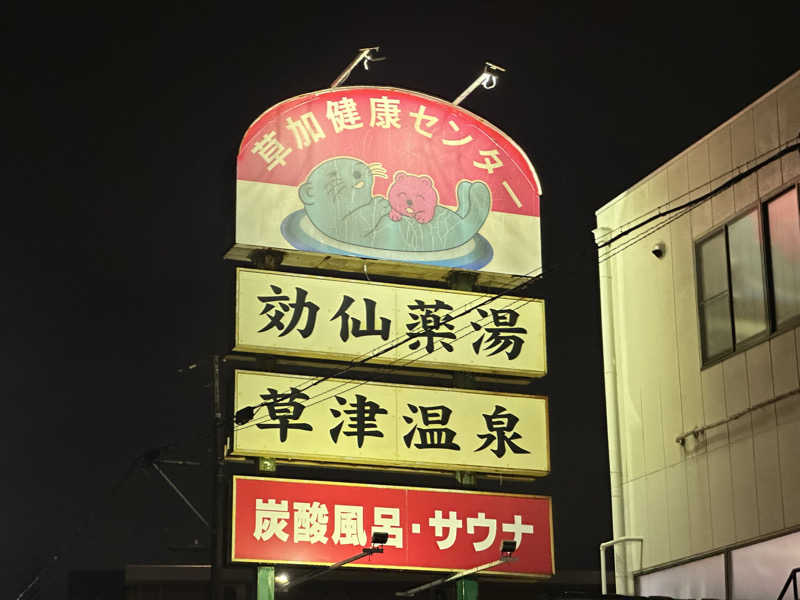 草加健康センター
効仙薬湯
草津温泉
炭酸風呂・サウナ